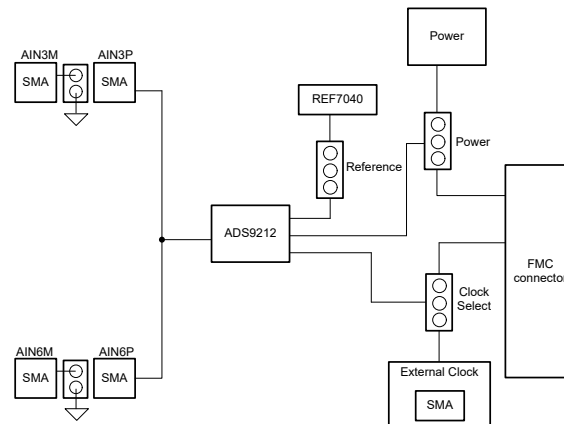 Power
AIN3M
AIN3P
SMA
SMA
REF7040
Power
Reference
ADS9212
FMC
connector
Clock
Select
AIN6M
AIN6P
SMA
SMA
External Clock
SMA